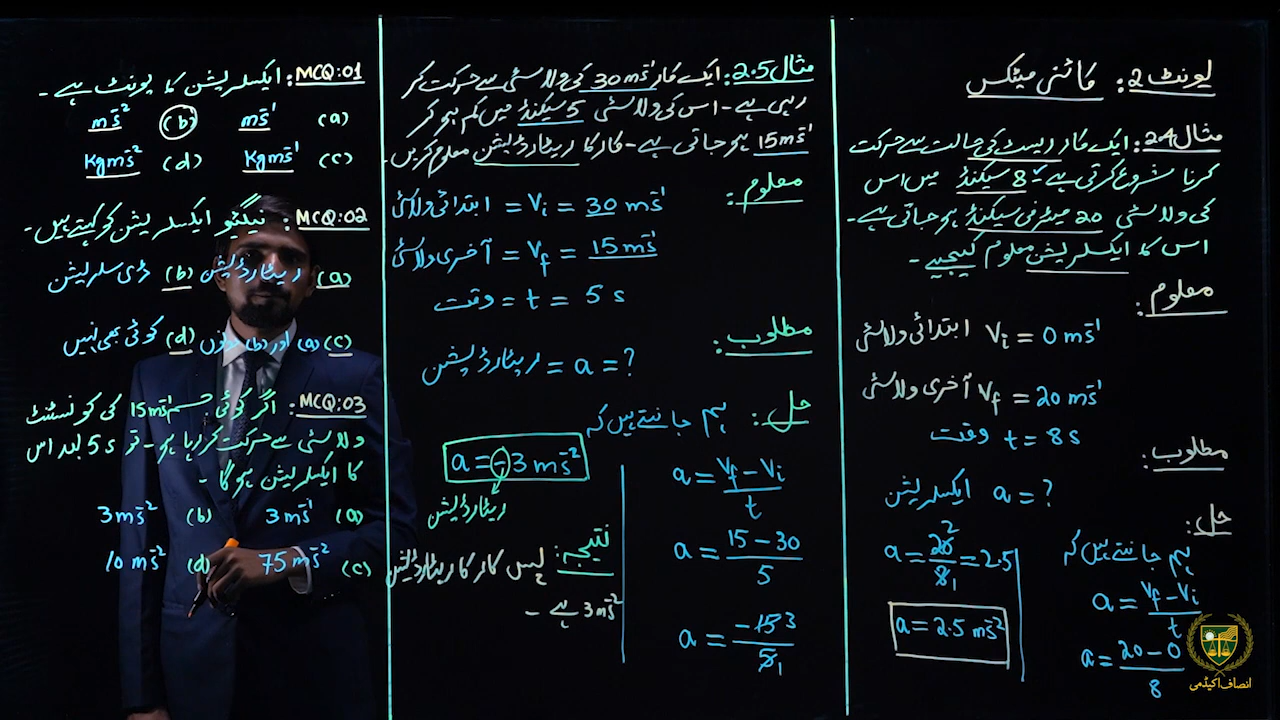 یونٹ 2: کائنی میٹکس
مثال 2.4: ایک کار ریسٹ کی حالت سے حرکت
کرنا شروع کرتی ہے۔ 8 سیکنڈ میں اس
کی ولاسٹی 20 میٹر فی سیکنڈ ہو جاتی ہے۔
اس کا ایکسلریشن معلوم کیجیے۔
معلوم:
ابتدائی ولاسٹی Vi = 0 ms⁻¹
آخری ولاسٹی Vf = 20 ms⁻¹
وقت t = 8 s
مطلوب:
ایکسلریشن a = ?
حل:
ہم جانتے ہیں کہ
a = Vf − Vi / t
a = 20 − 0 / 8
a = 20 2 / 8 1 = 2.5
a = 2.5 ms⁻²
مثال 2.5: ایک کار 30 ms⁻¹ کی ولاسٹی سے حرکت کر
رہی ہے۔ اس کی ولاسٹی 5 سیکنڈ میں کم ہو کر
15 ms⁻¹ ہو جاتی ہے۔ کار کا ریٹارڈیشن معلوم کریں۔
معلوم:
ابتدائی ولاسٹی = Vi = 30 ms⁻¹
آخری ولاسٹی = Vf = 15 ms⁻¹
وقت = t = 5 s
مطلوب:
ریٹارڈیشن = a = ?
حل:
ہم جانتے ہیں کہ
a = Vf − Vi / t
a = 15 − 30 / 5
a = −15 3 / 5 1
a = −3 ms⁻²
ریٹارڈیشن
نتیجہ: پس کار کا ریٹارڈیشن
3 ms⁻² ہے۔
MCQ:01: ایکسلریشن کا یونٹ ہے۔
(a) ms⁻¹ (b) ms⁻²
(c) Kgms⁻¹ (d) Kgms⁻²
MCQ:02: نیگٹو ایکسلریشن کو کہتے ہیں۔
(a) ریٹارڈیشن (b) ڈی سلریشن
(c) (a) اور (b) دونوں (d) کوئی بھی نہیں
MCQ:03: اگر کوئی جسم 15 ms⁻¹ کی کونسٹنٹ
ولاسٹی سے حرکت کر رہا ہو۔ تو 5 s بعد اس
کا ایکسلریشن ہوگا۔
(a) 3 ms⁻¹ (b) 3 ms⁻²
(c) 75 ms⁻² (d) 10 ms⁻²
انصاف اکیڈمی